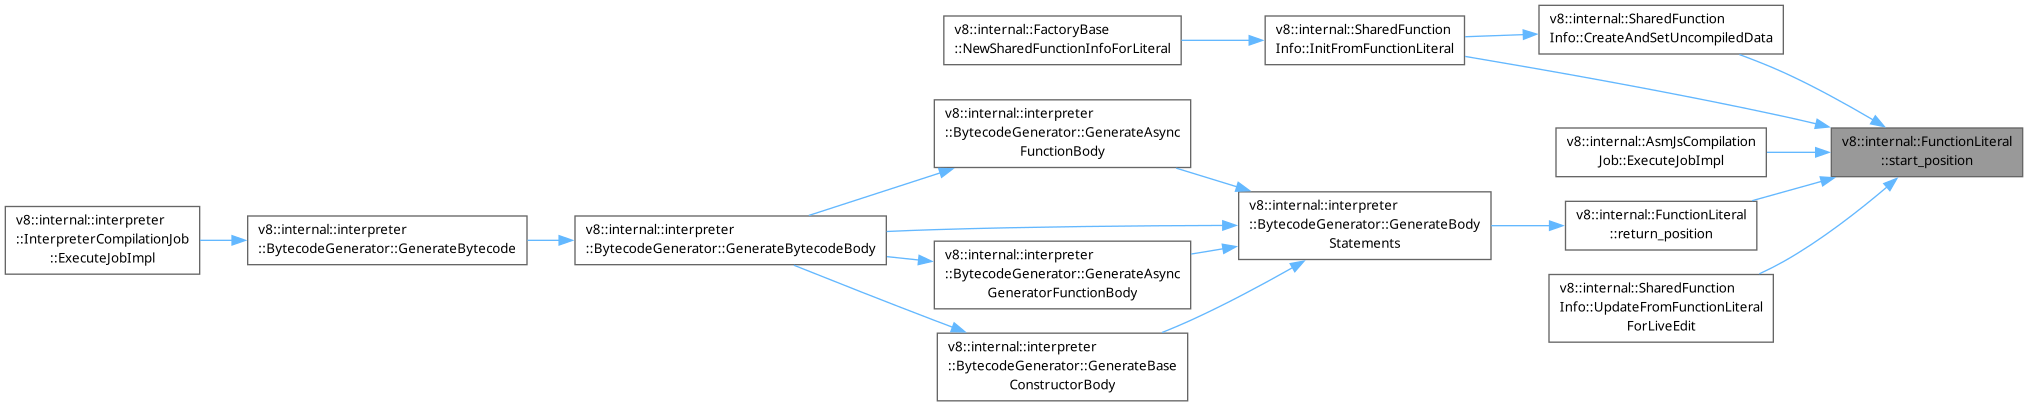 v8::internal::FactoryBase
::NewSharedFunctionInfoForLiteral
v8::internal::SharedFunction
Info::InitFromFunctionLiteral
v8::internal::SharedFunction
Info::CreateAndSetUncompiledData
v8::internal::interpreter
::BytecodeGenerator::GenerateAsync
FunctionBody
v8::internal::AsmJsCompilation
Job::ExecuteJobImpl
v8::internal::FunctionLiteral
::start_position
v8::internal::interpreter
::InterpreterCompilationJob
::ExecuteJobImpl
v8::internal::interpreter
::BytecodeGenerator::GenerateBytecode
v8::internal::interpreter
::BytecodeGenerator::GenerateBytecodeBody
v8::internal::interpreter
::BytecodeGenerator::GenerateAsync
GeneratorFunctionBody
v8::internal::interpreter
::BytecodeGenerator::GenerateBody
Statements
v8::internal::FunctionLiteral
::return_position
v8::internal::SharedFunction
Info::UpdateFromFunctionLiteral
ForLiveEdit
v8::internal::interpreter
::BytecodeGenerator::GenerateBase
ConstructorBody